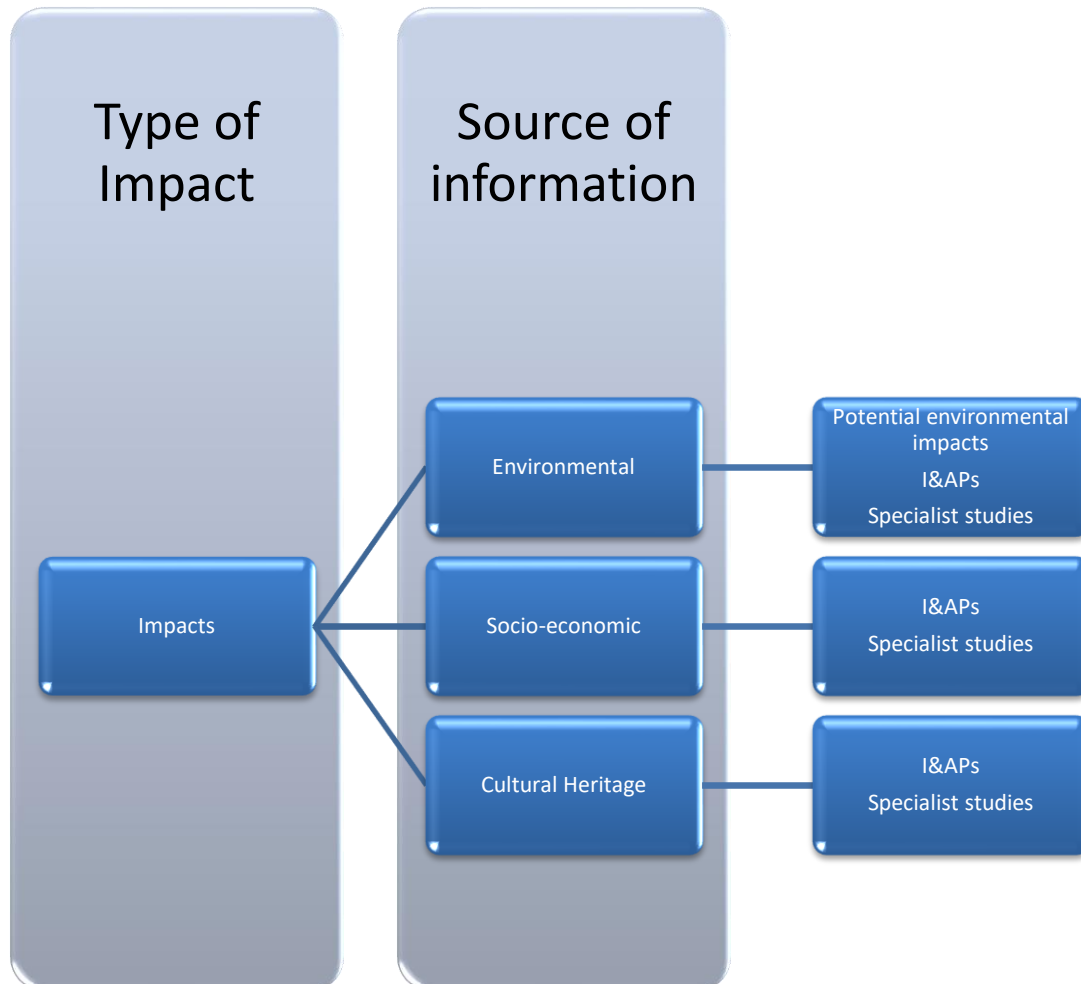 Type of
Impact
Source of
information
Impacts
Environmental
Socio-economic
Cultural Heritage
Potential environmental
impacts
I&APs
Specialist studies
I&APs
Specialist studies
I&APs
Specialist studies